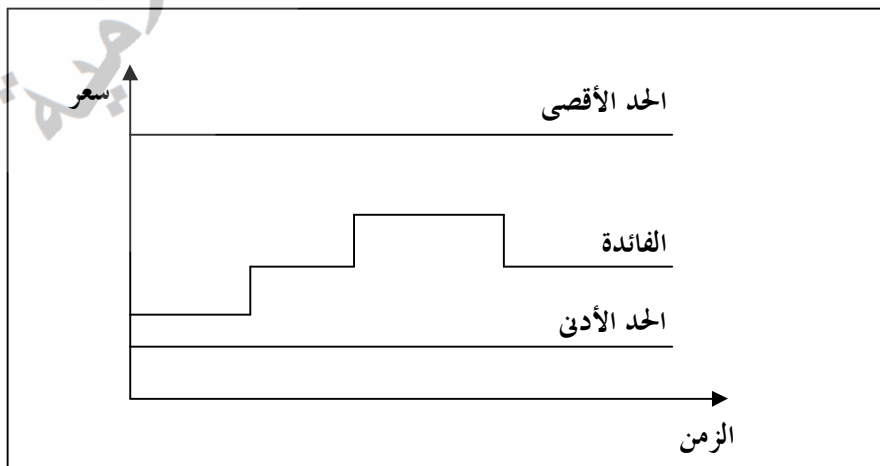 سعر
الحد الأقصى
الفائدة
الحد الأدنى
الزمن